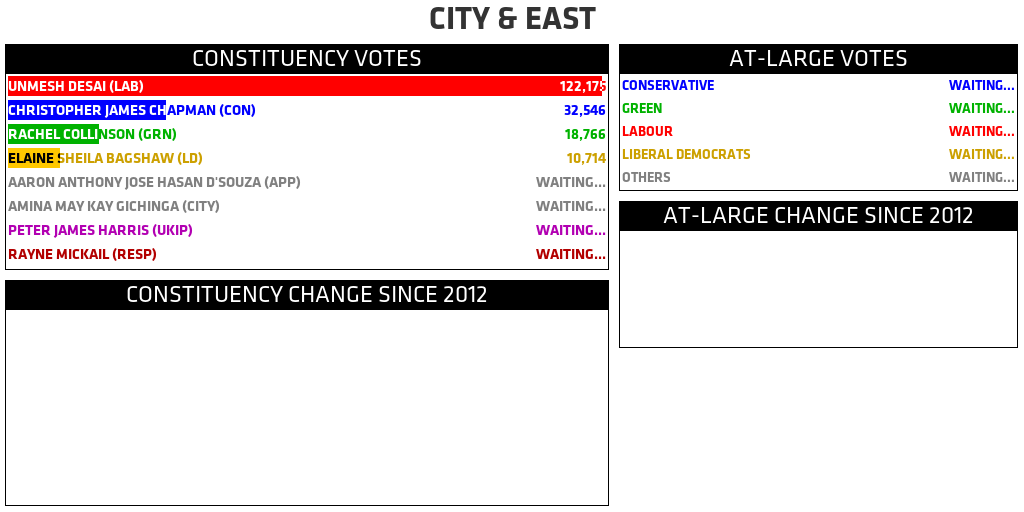 CITY & EAST
CONSTITUENCY VOTES
UNMESH DESAI (LAB) 122,175
CHRISTOPHER JAMES CHAPMAN (CON) 32,546
RACHEL COLLINSON (GRN) 18,766
ELAINE SHEILA BAGSHAW (LD) 10,714
AARON ANTHONY JOSE HASAN D'SOUZA (APP) WAITING...
AMINA MAY KAY GICHINGA (CITY) WAITING...
PETER JAMES HARRIS (UKIP) WAITING...
RAYNE MICKAIL (RESP) WAITING...
CONSTITUENCY CHANGE SINCE 2012
AT-LARGE VOTES
CONSERVATIVE WAITING...
GREEN WAITING...
LABOUR WAITING...
LIBERAL DEMOCRATS WAITING...
OTHERS WAITING...
AT-LARGE CHANGE SINCE 2012